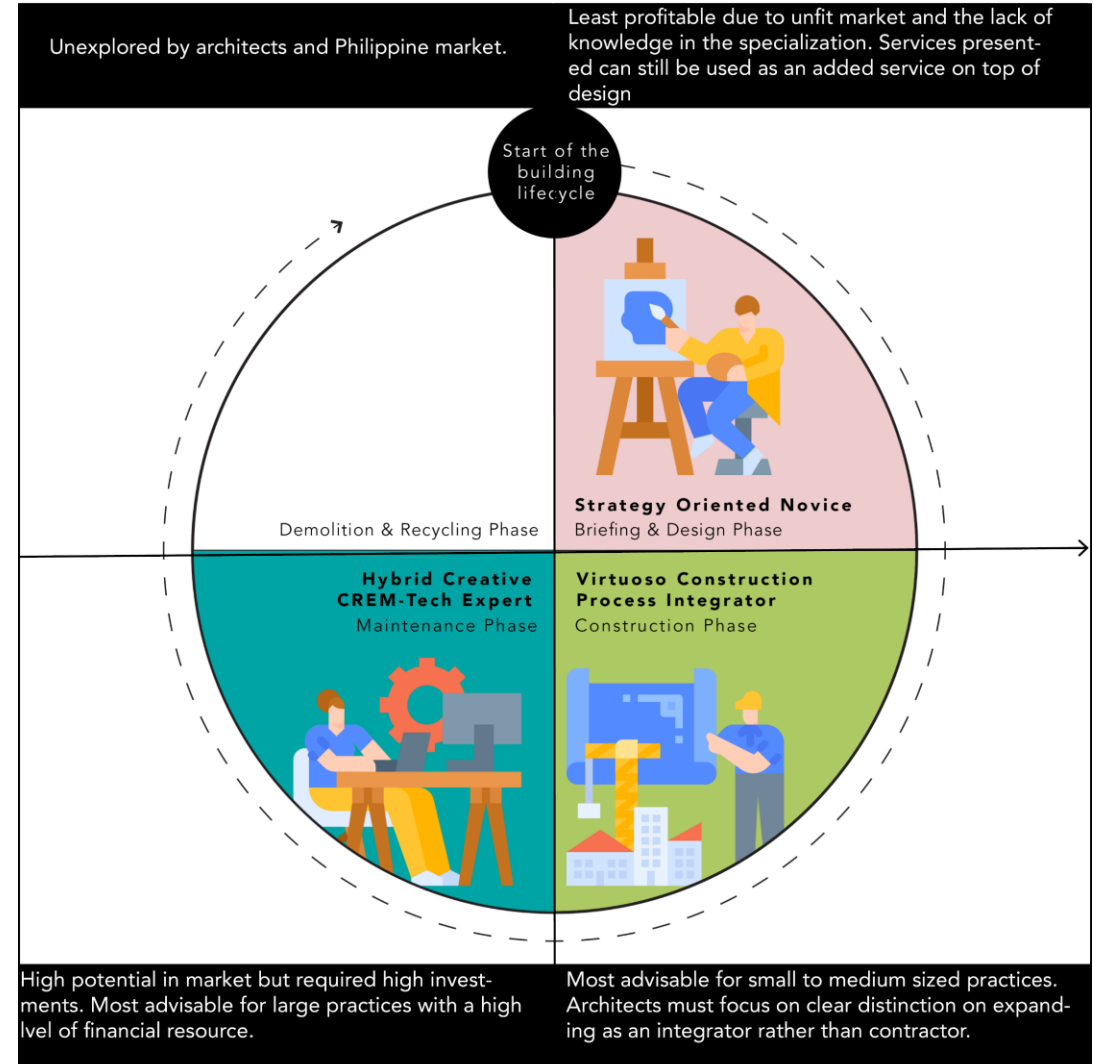 Unexplored by architects and Philippine market.
Least profitable due to unfit market and the lack of
knowledge in the specialization. Services present-
ed can still be used as an added service on top of
design
Start of the
building
lifecycle
Strategy Oriented Novice
Briefing & Design Phase
Demolition & Recycling Phase
Hybrid Creative
CREM-Tech Expert
Maintenance Phase
Virtuoso Construction
Process Integrator
Construction Phase
High potential in market but required high invest-
ments. Most advisable for large practices with a high
lvel of financial resource.
Most advisable for small to medium sized practices.
Architects must focus on clear distinction on expand-
ing as an integrator rather than contractor.